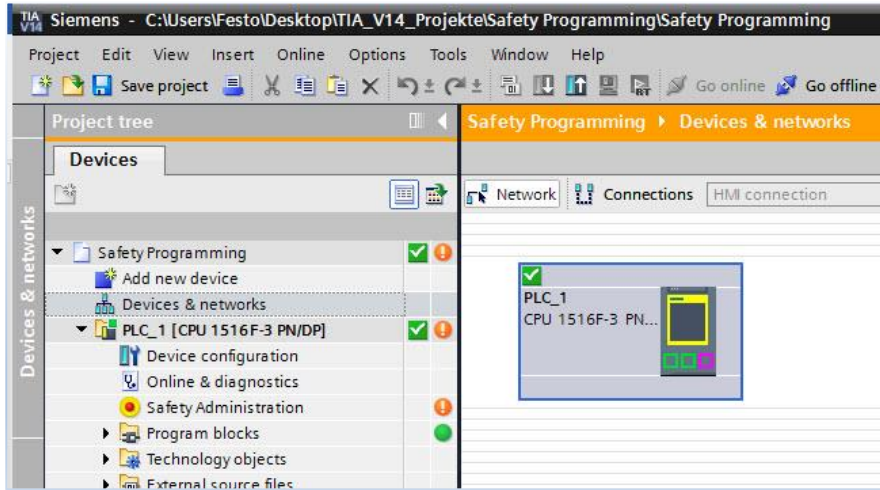 TIA V14 Siemens - C:\Users\Festo\Desktop\TIA_V14_Projekte\Safety Programming\Safety Programming
Project Edit View Insert Online Options Tools Window Help
Save project Go online Go offline
Project tree
Safety Programming Devices & networks
Devices
Network Connections HMI connection
Devices & networks
Safety Programming
Add new device
Devices & networks
PLC_1 [CPU 1516F-3 PN/DP]
Device configuration
Online & diagnostics
Safety Administration
Program blocks
Technology objects
External source files
PLC_1
CPU 1516F-3 PN...